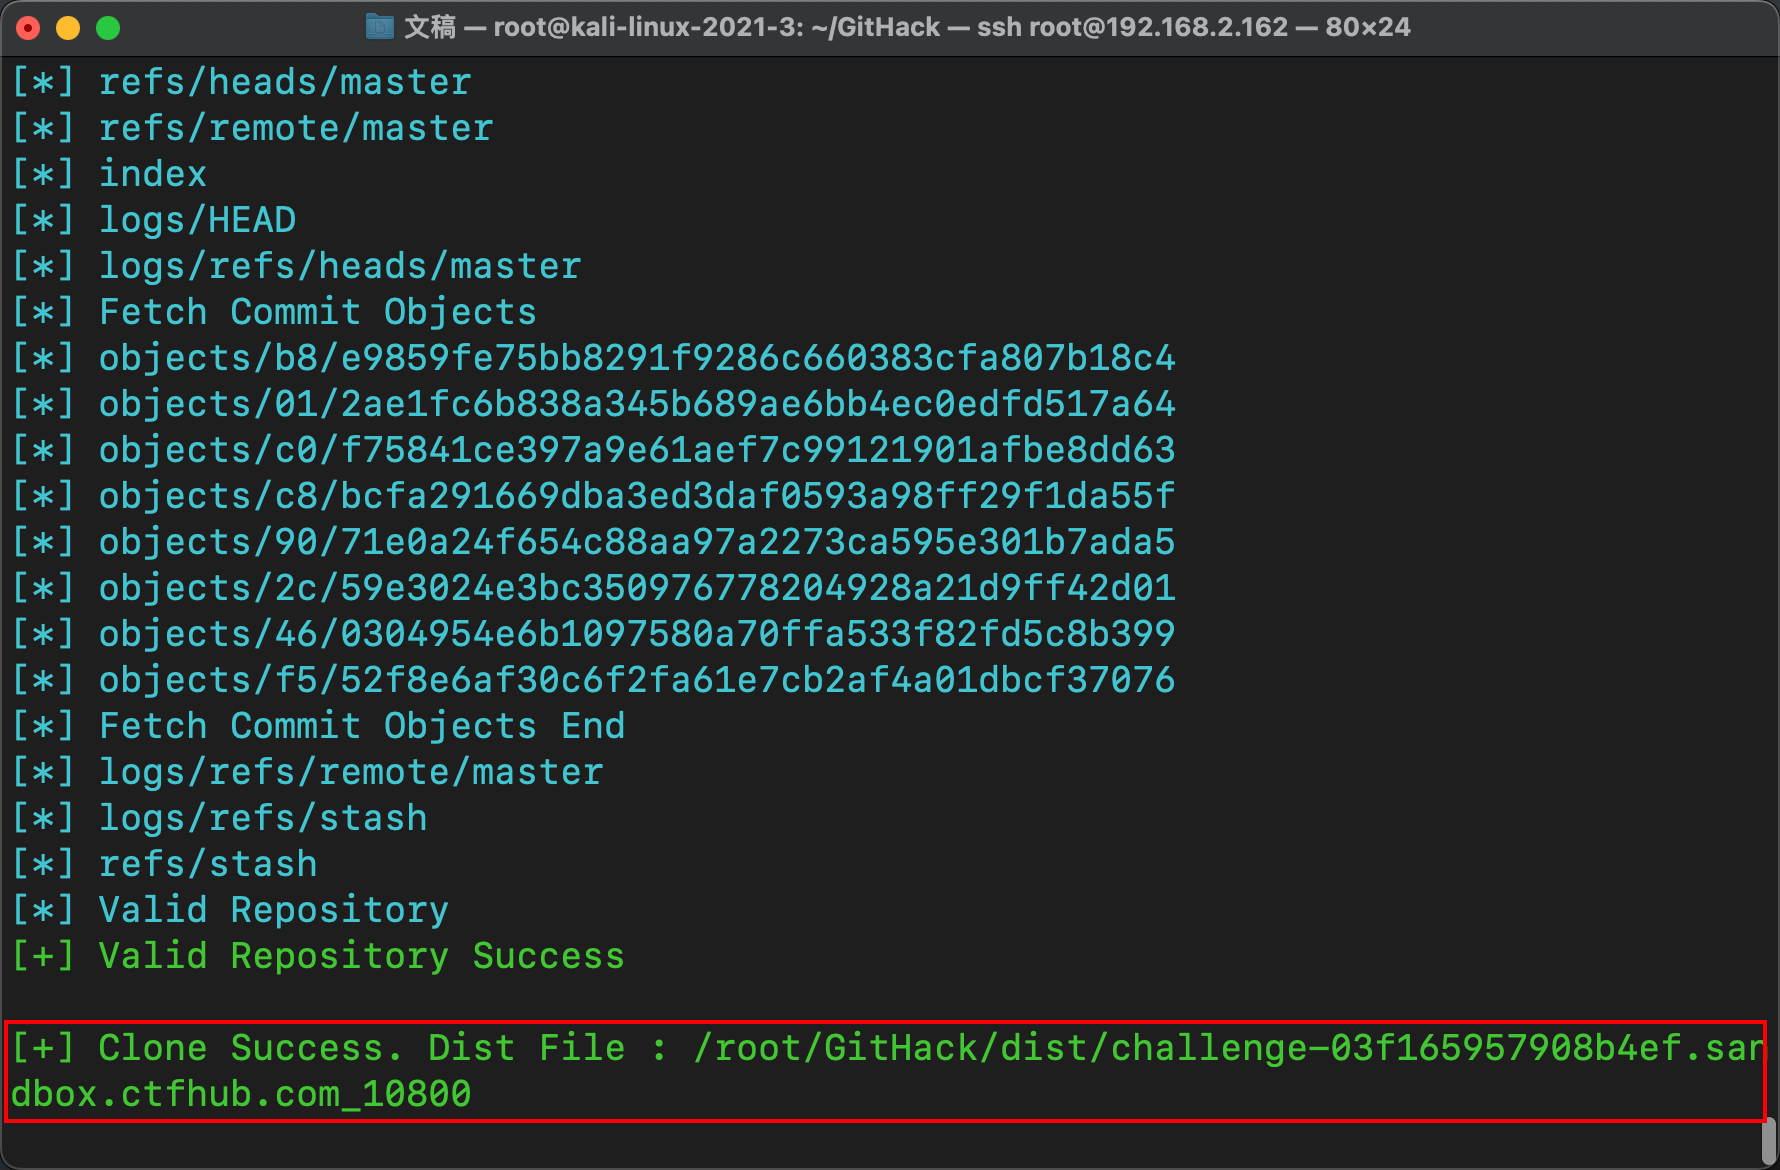 文稿 — root@kali-linux-2021-3: ~/GitHack — ssh root@192.168.2.162 — 80×24
[*] refs/heads/master
[*] refs/remote/master
[*] index
[*] logs/HEAD
[*] logs/refs/heads/master
[*] Fetch Commit Objects
[*] objects/b8/e9859fe75bb8291f9286c660383cfa807b18c4
[*] objects/01/2ae1fc6b838a345b689ae6bb4ec0edfd517a64
[*] objects/c0/f75841ce397a9e61aef7c99121901afbe8dd63
[*] objects/c8/bcfa291669dba3ed3daf0593a98ff29f1da55f
[*] objects/90/71e0a24f654c88aa97a2273ca595e301b7ada5
[*] objects/2c/59e3024e3bc350976778204928a21d9ff42d01
[*] objects/46/0304954e6b1097580a70ffa533f82fd5c8b399
[*] objects/f5/52f8e6af30c6f2fa61e7cb2af4a01dbcf37076
[*] Fetch Commit Objects End
[*] logs/refs/remote/master
[*] logs/refs/stash
[*] refs/stash
[*] Valid Repository
[+] Valid Repository Success
[+] Clone Success. Dist File : /root/GitHack/dist/challenge-03f165957908b4ef.san
dbox.ctfhub.com_10800